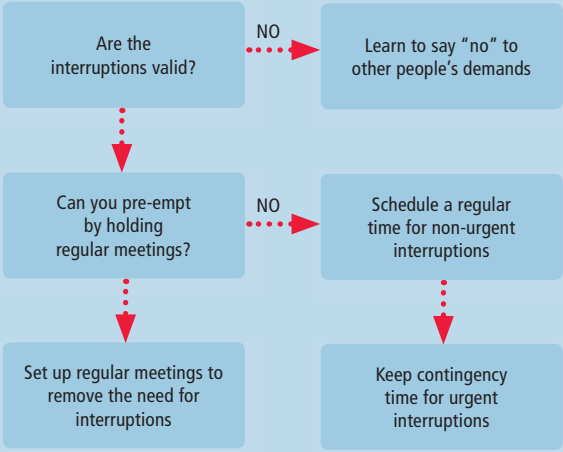 Are the
interruptions valid?
NO
Learn to say “no” to
other people’s demands
Can you pre-empt
by holding
regular meetings?
NO
Schedule a regular
time for non-urgent
interruptions
Set up regular meetings to
remove the need for
interruptions
Keep contingency
time for urgent
interruptions